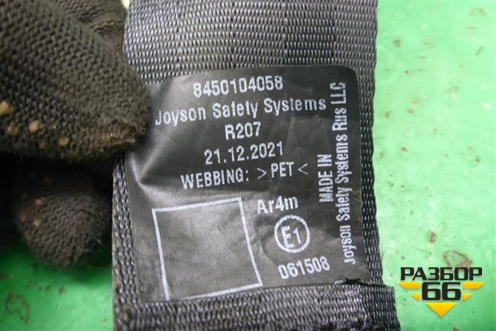 8450104058
Joyson Safety Systems
R207
21.12.2021
WEBBING: >PET<
Ar4m
E1
061508
MADE IN
Joyson Safety Systems Rus LLC
РАЗБОР
66